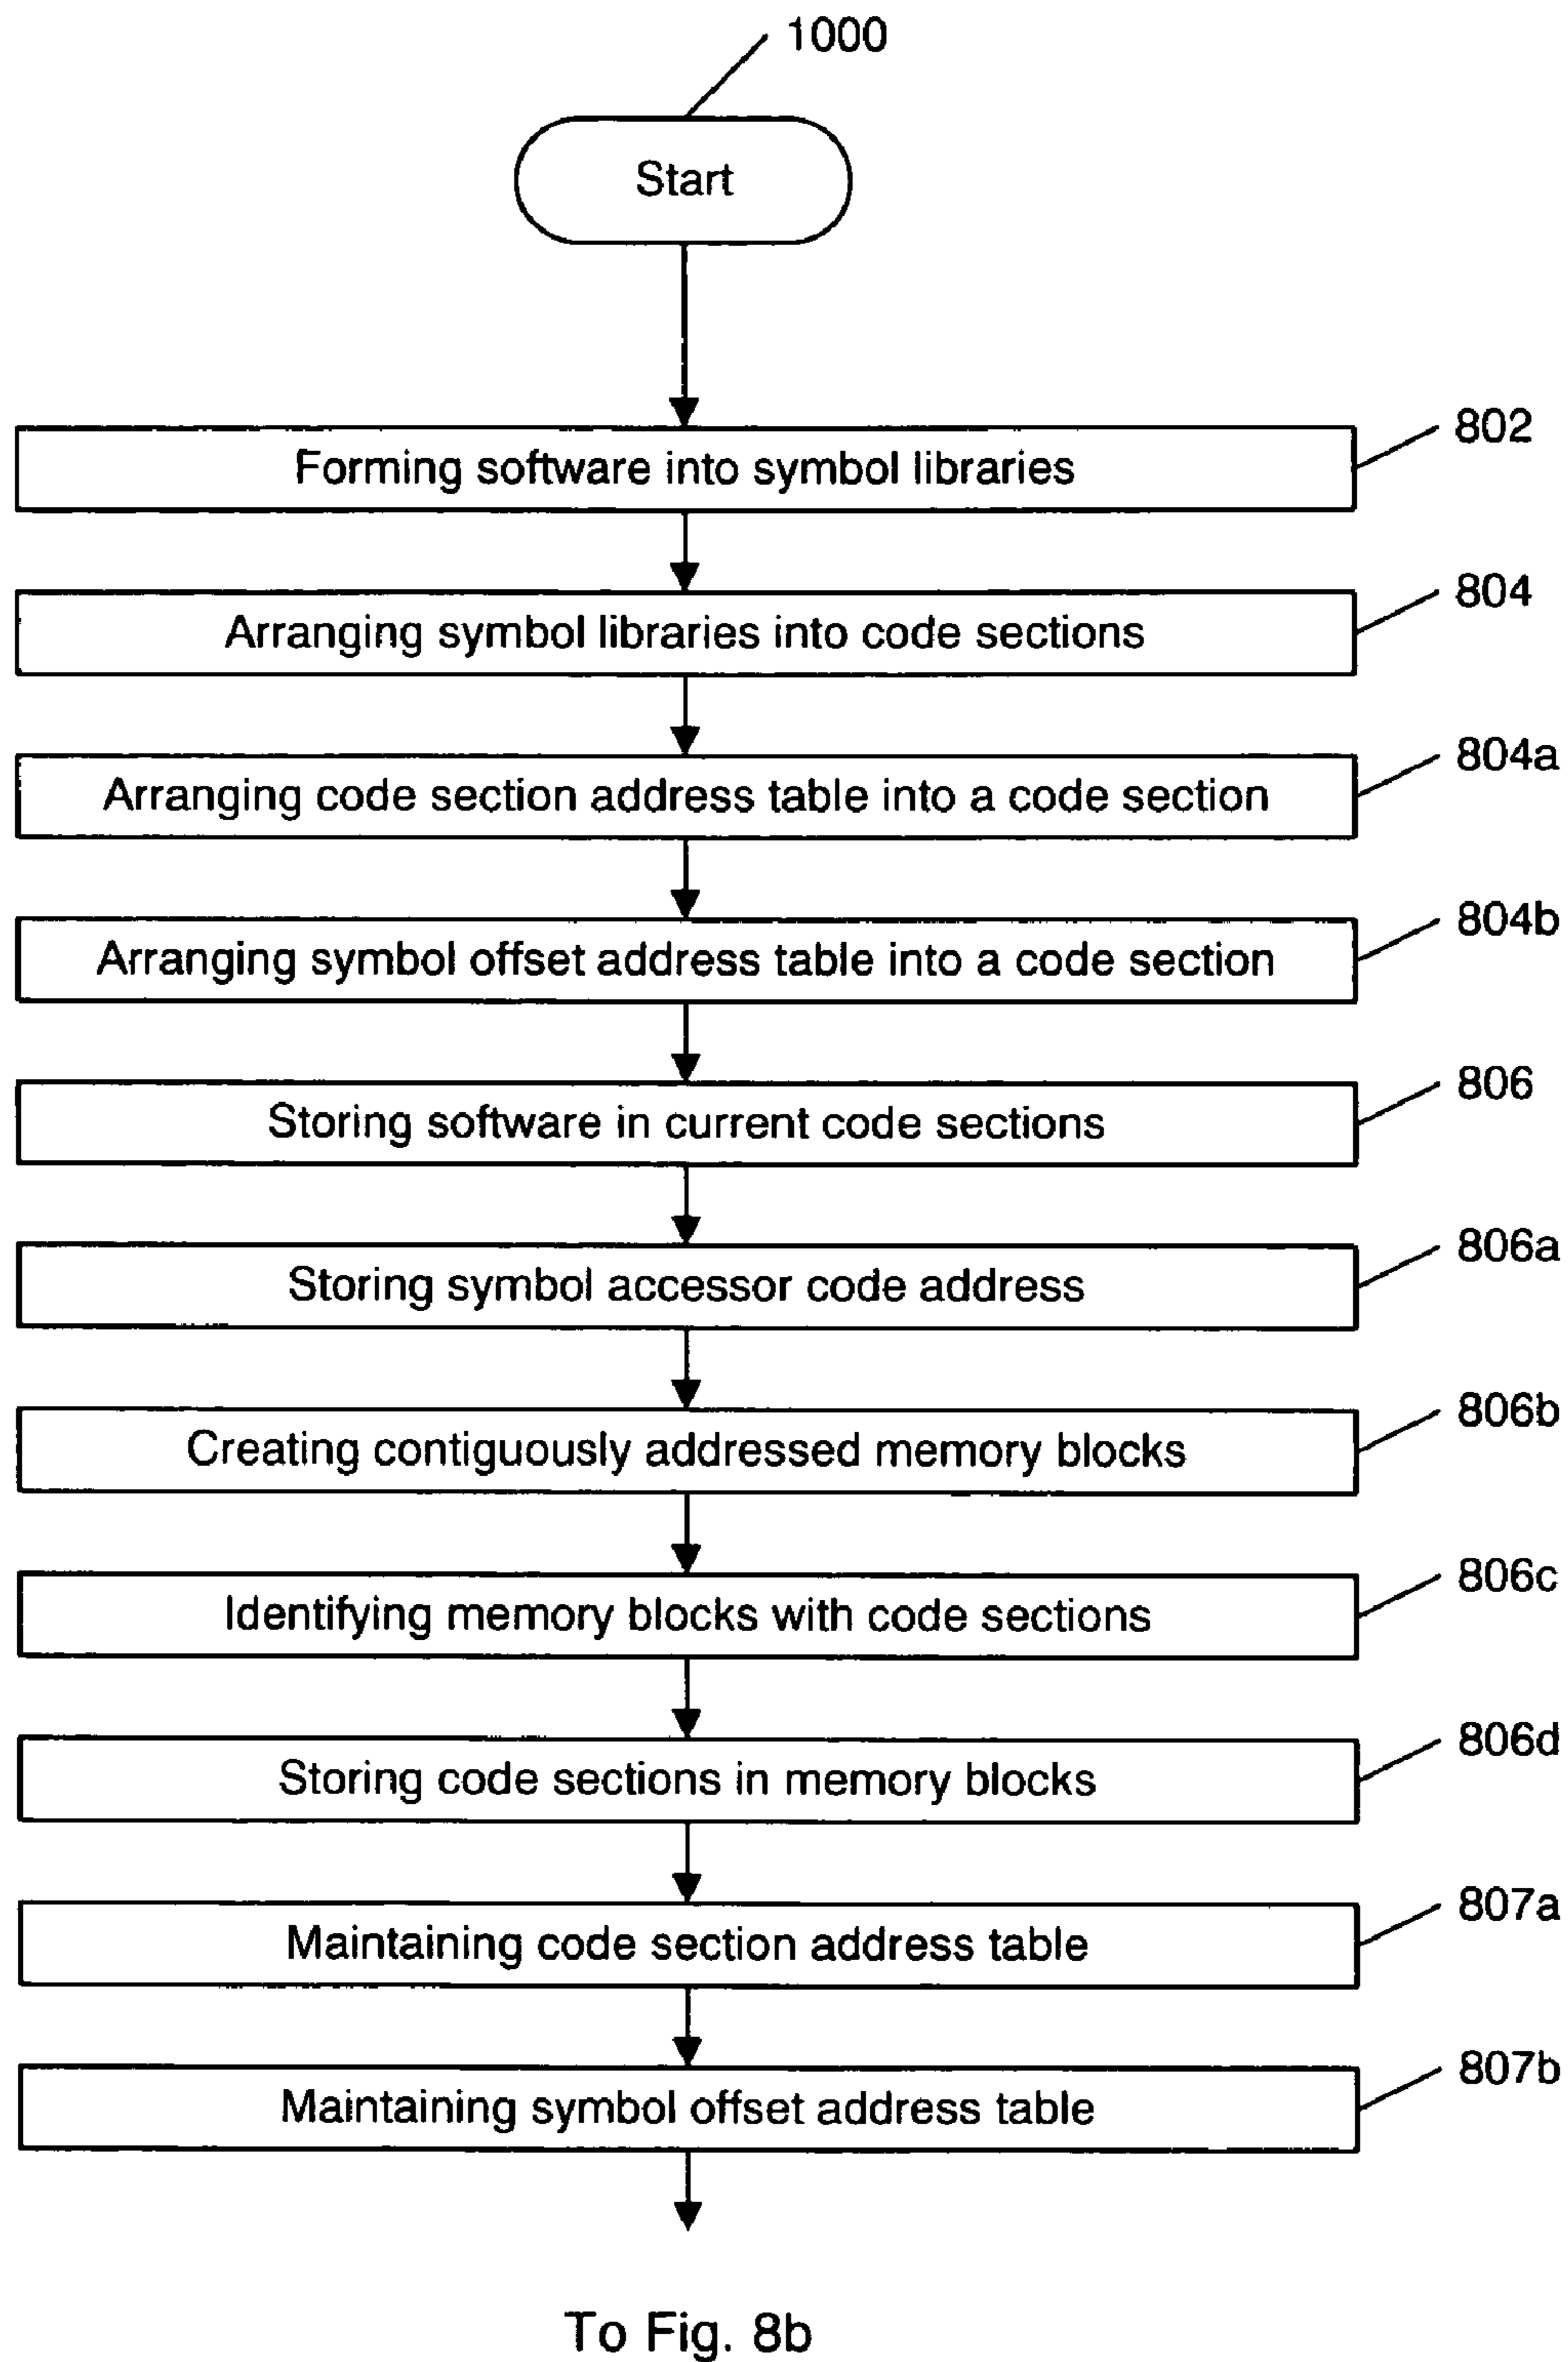 1000
Start
802
Forming software into symbol libraries
804
Arranging symbol libraries into code sections
804a
Arranging code section address table into a code section
804b
Arranging symbol offset address table into a code section
806
Storing software in current code sections
806a
Storing symbol accessor code address
806b
Creating contiguously addressed memory blocks
806c
Identifying memory blocks with code sections
806d
Storing code sections in memory blocks
807a
Maintaining code section address table
807b
Maintaining symbol offset address table
To Fig. 8b